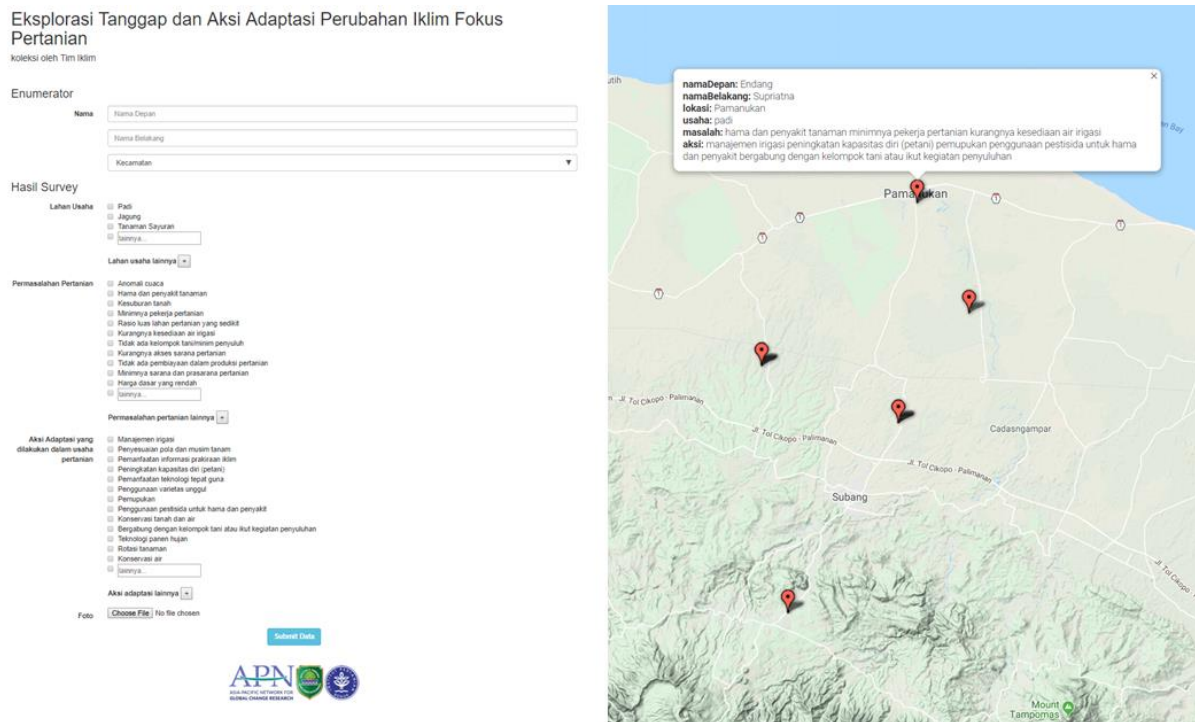 Eksplorasi Tanggap dan Aksi Adaptasi Perubahan Iklim Fokus
Pertanian
koleksi oleh Tim Iklim
Enumerator
Nama
Nama Depan
Nama Belakang
Kecamatan
Hasil Survey
Lahan Usaha
Padi
Jagung
Tanaman Sayuran
lainnya...
Lahan usaha lainnya +
Permasalahan Pertanian
Anomali cuaca
Hama dan penyakit tanaman
Kesuburan tanah
Minimnya pekerja pertanian
Rasio luas lahan pertanian yang sedikit
Kurangnya kesediaan air irigasi
Tidak ada kelompok tani/minim penyuluh
Kurangnya akses sarana pertanian
Tidak ada pembiayaan dalam produksi pertanian
Minimnya sarana dan prasarana pertanian
Harga dasar yang rendah
lainnya...
Permasalahan pertanian lainnya +
Aksi Adaptasi yang
dilakukan dalam usaha
pertanian
Manajemen irigasi
Penyesuaian pola dan musim tanam
Pemanfaatan informasi prakiraan iklim
Peningkatan kapasitas diri (petani)
Pemanfaatan teknologi tepat guna
Penggunaan varietas unggul
Pemupukan
Penggunaan pestisida untuk hama dan penyakit
Konservasi tanah dan air
Bergabung dengan kelompok tani atau ikut kegiatan penyuluhan
Teknologi panen hujan
Rotasi tanaman
Konservasi air
lainnya...
Aksi adaptasi lainnya +
Foto
Choose File No file chosen
Submit Data
APN
ASIA-PACIFIC NETWORK FOR
GLOBAL CHANGE RESEARCH
namaDepan: Endang
namaBelakang: Supriatna
lokasi: Pamanukan
usaha: padi
masalah: hama dan penyakit tanaman minimnya pekerja pertanian kurangnya kesediaan air irigasi
aksi: manajemen irigasi peningkatan kapasitas diri (petani) pemupukan penggunaan pestisida untuk hama
dan penyakit bergabung dengan kelompok tani atau ikut kegiatan penyuluhan
Bay
Pamanukan
1
1
1
1
1
Jl. Tol Cikopo - Palimanan
Jl. Tol Cikopo - Palimanan
Cadasngampar
Jl. Tol Cikopo - Palimanan
Subang
Jl. Tol Cikopo - Palimanan
Mount
Tampomas